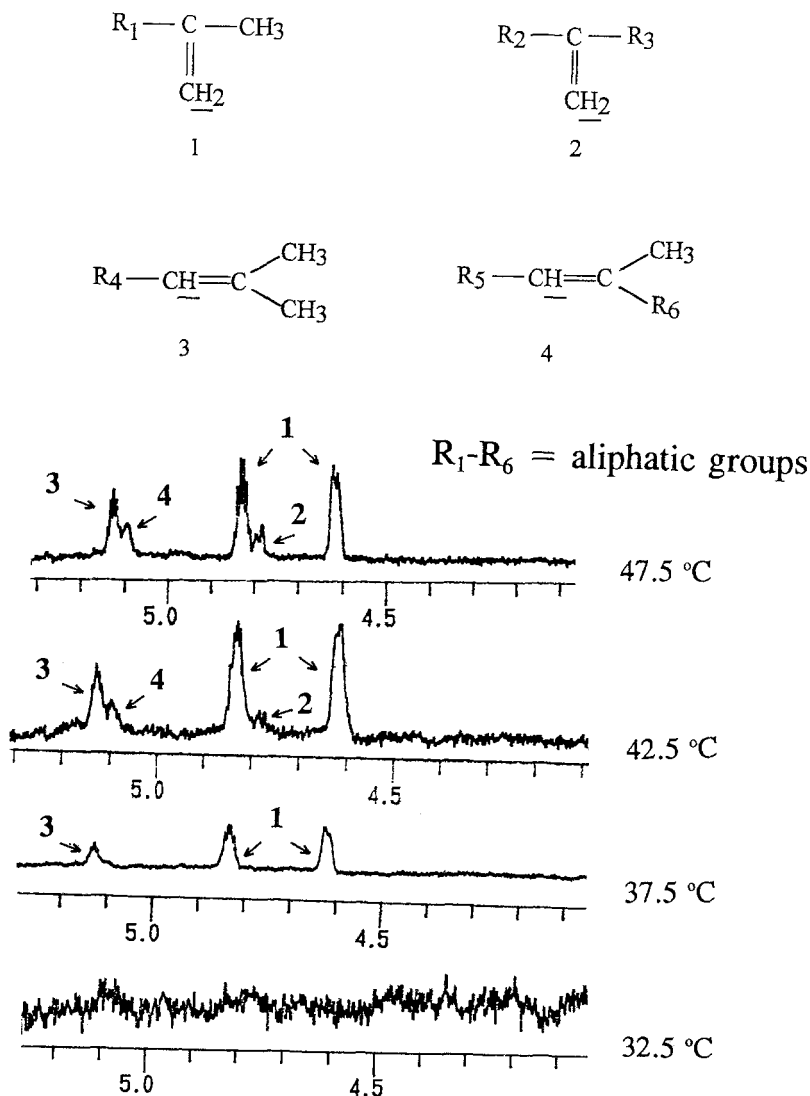 R1 C CH3
CH2
1
R2 C R3
CH2
2
R4 CH C CH3
CH3
3
R5 CH C CH3
R6
4
R1-R6 = aliphatic groups
3 4 1 2
5.0 4.5 47.5 °C
3 4 1 2
5.0 4.5 42.5 °C
3 1
5.0 4.5 37.5 °C
5.0 4.5 32.5 °C